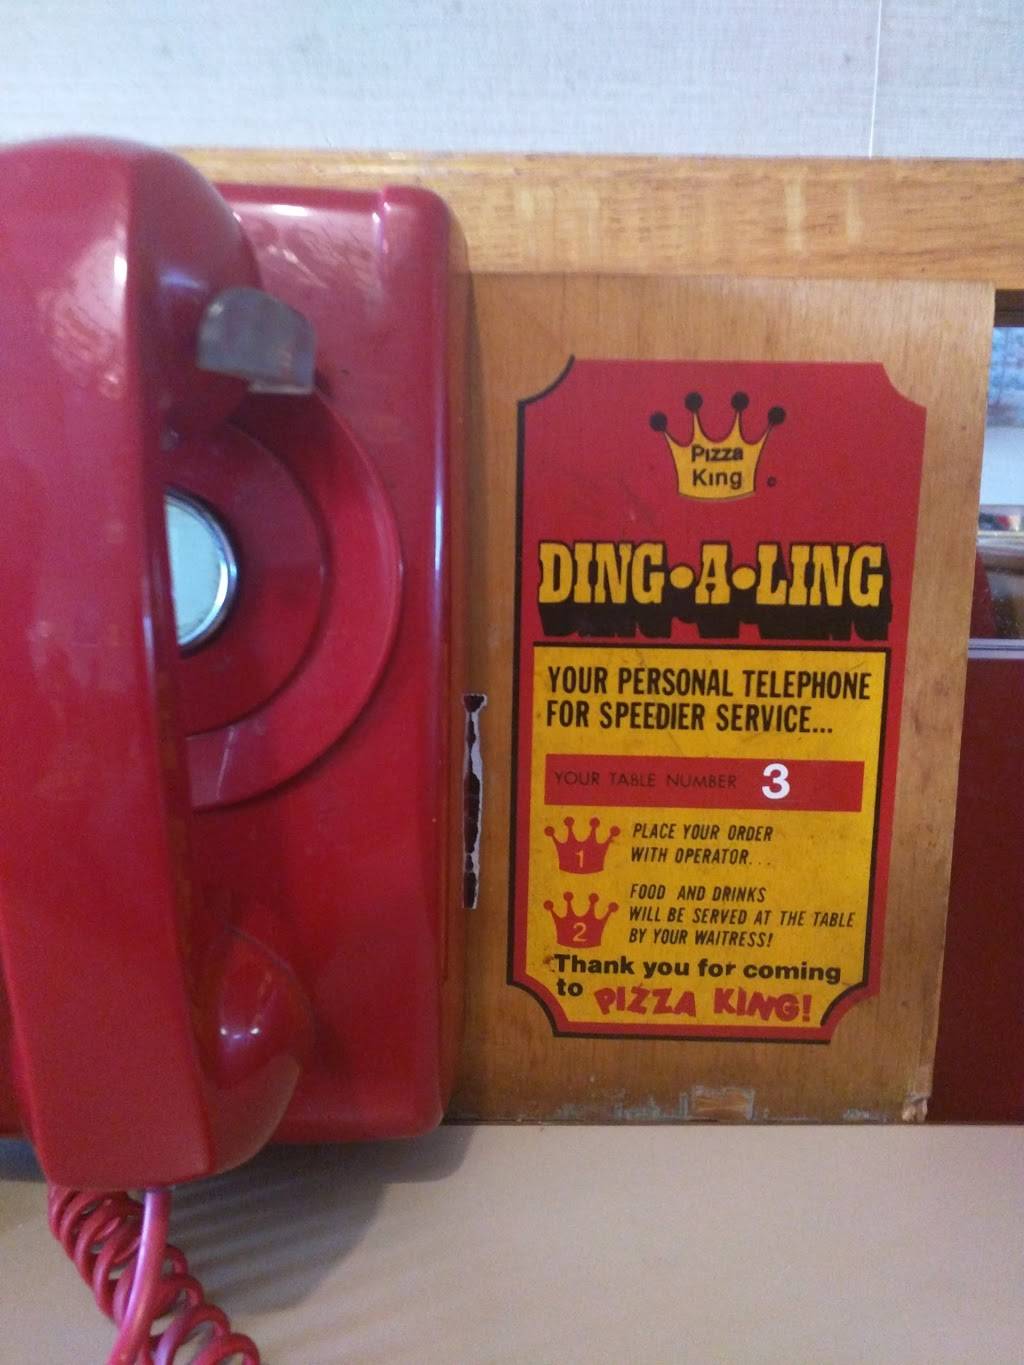 Pizza
King ©
DING•A•LING
YOUR PERSONAL TELEPHONE
FOR SPEEDIER SERVICE...
YOUR TABLE NUMBER 3
1 PLACE YOUR ORDER
WITH OPERATOR...
2 FOOD AND DRINKS
WILL BE SERVED AT THE TABLE
BY YOUR WAITRESS!
Thank you for coming
to PIZZA KING!